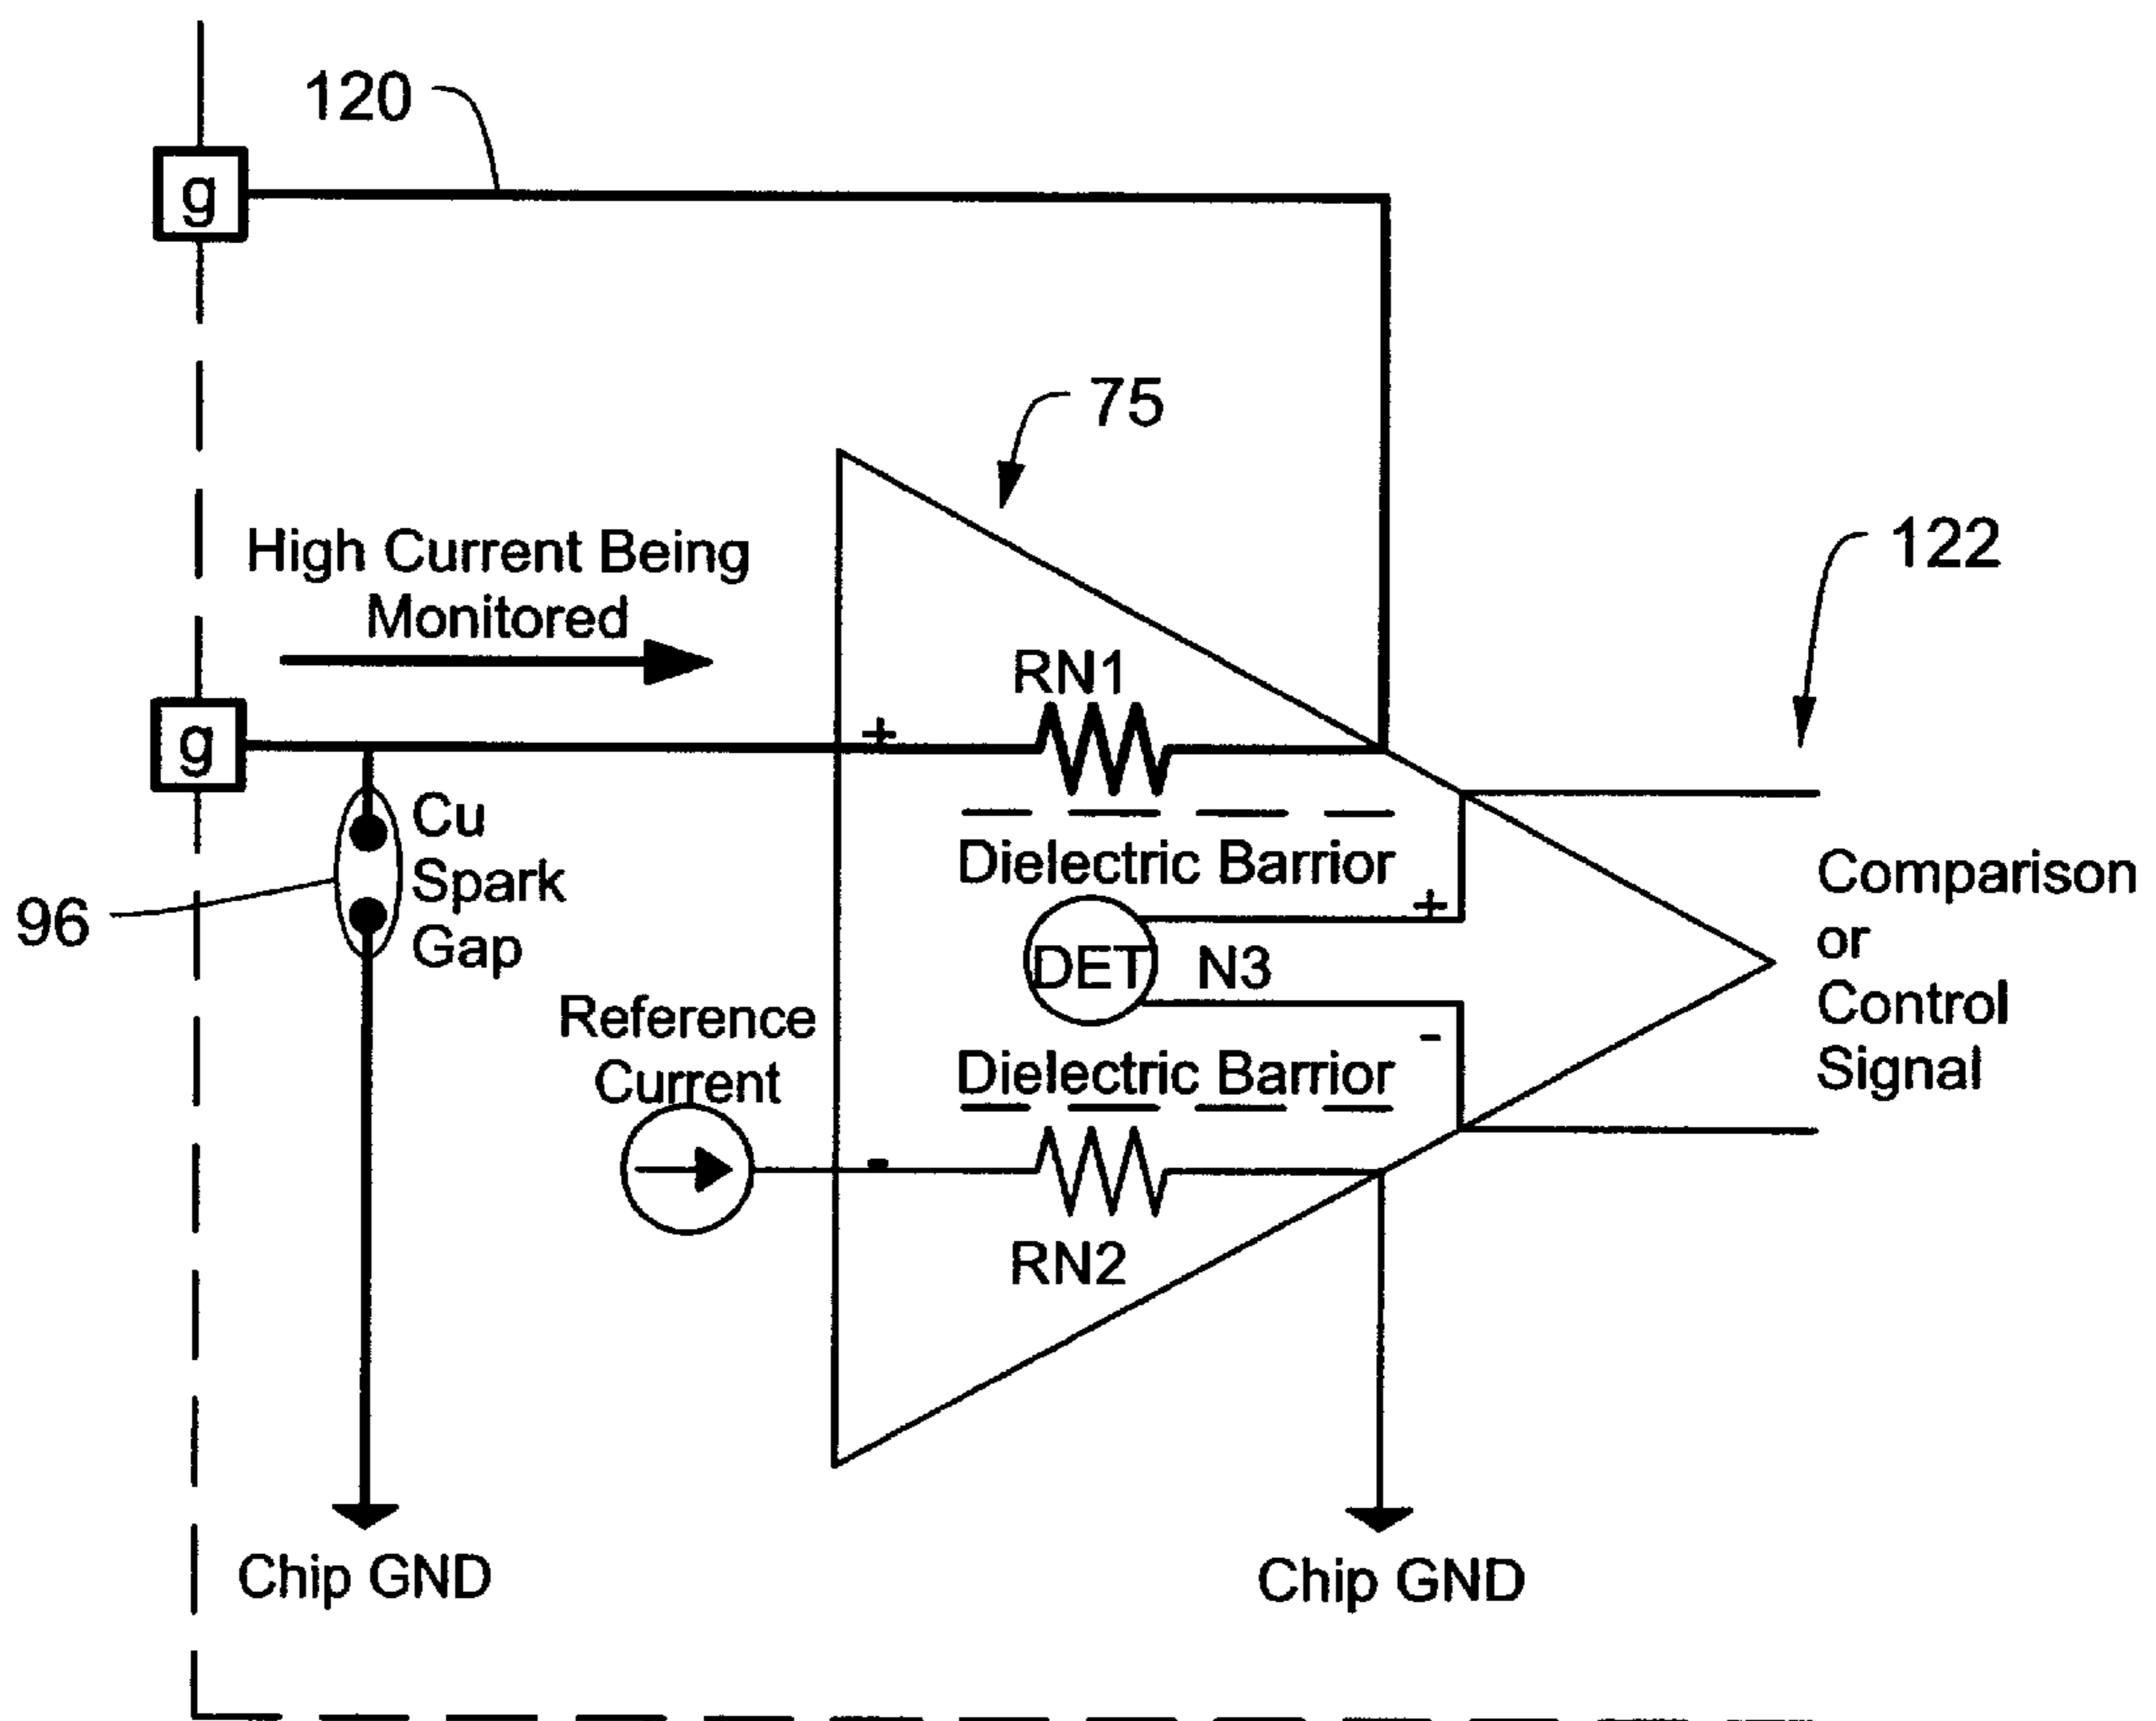 120
g
75
High Current Being
Monitored
122
RN1
g
+
Cu
Spark
Gap
96
Dielectric Barrior
+
DET
N3
-
Comparison
or
Control
Signal
Reference
Current
Dielectric Barrior
-
RN2
Chip GND
Chip GND